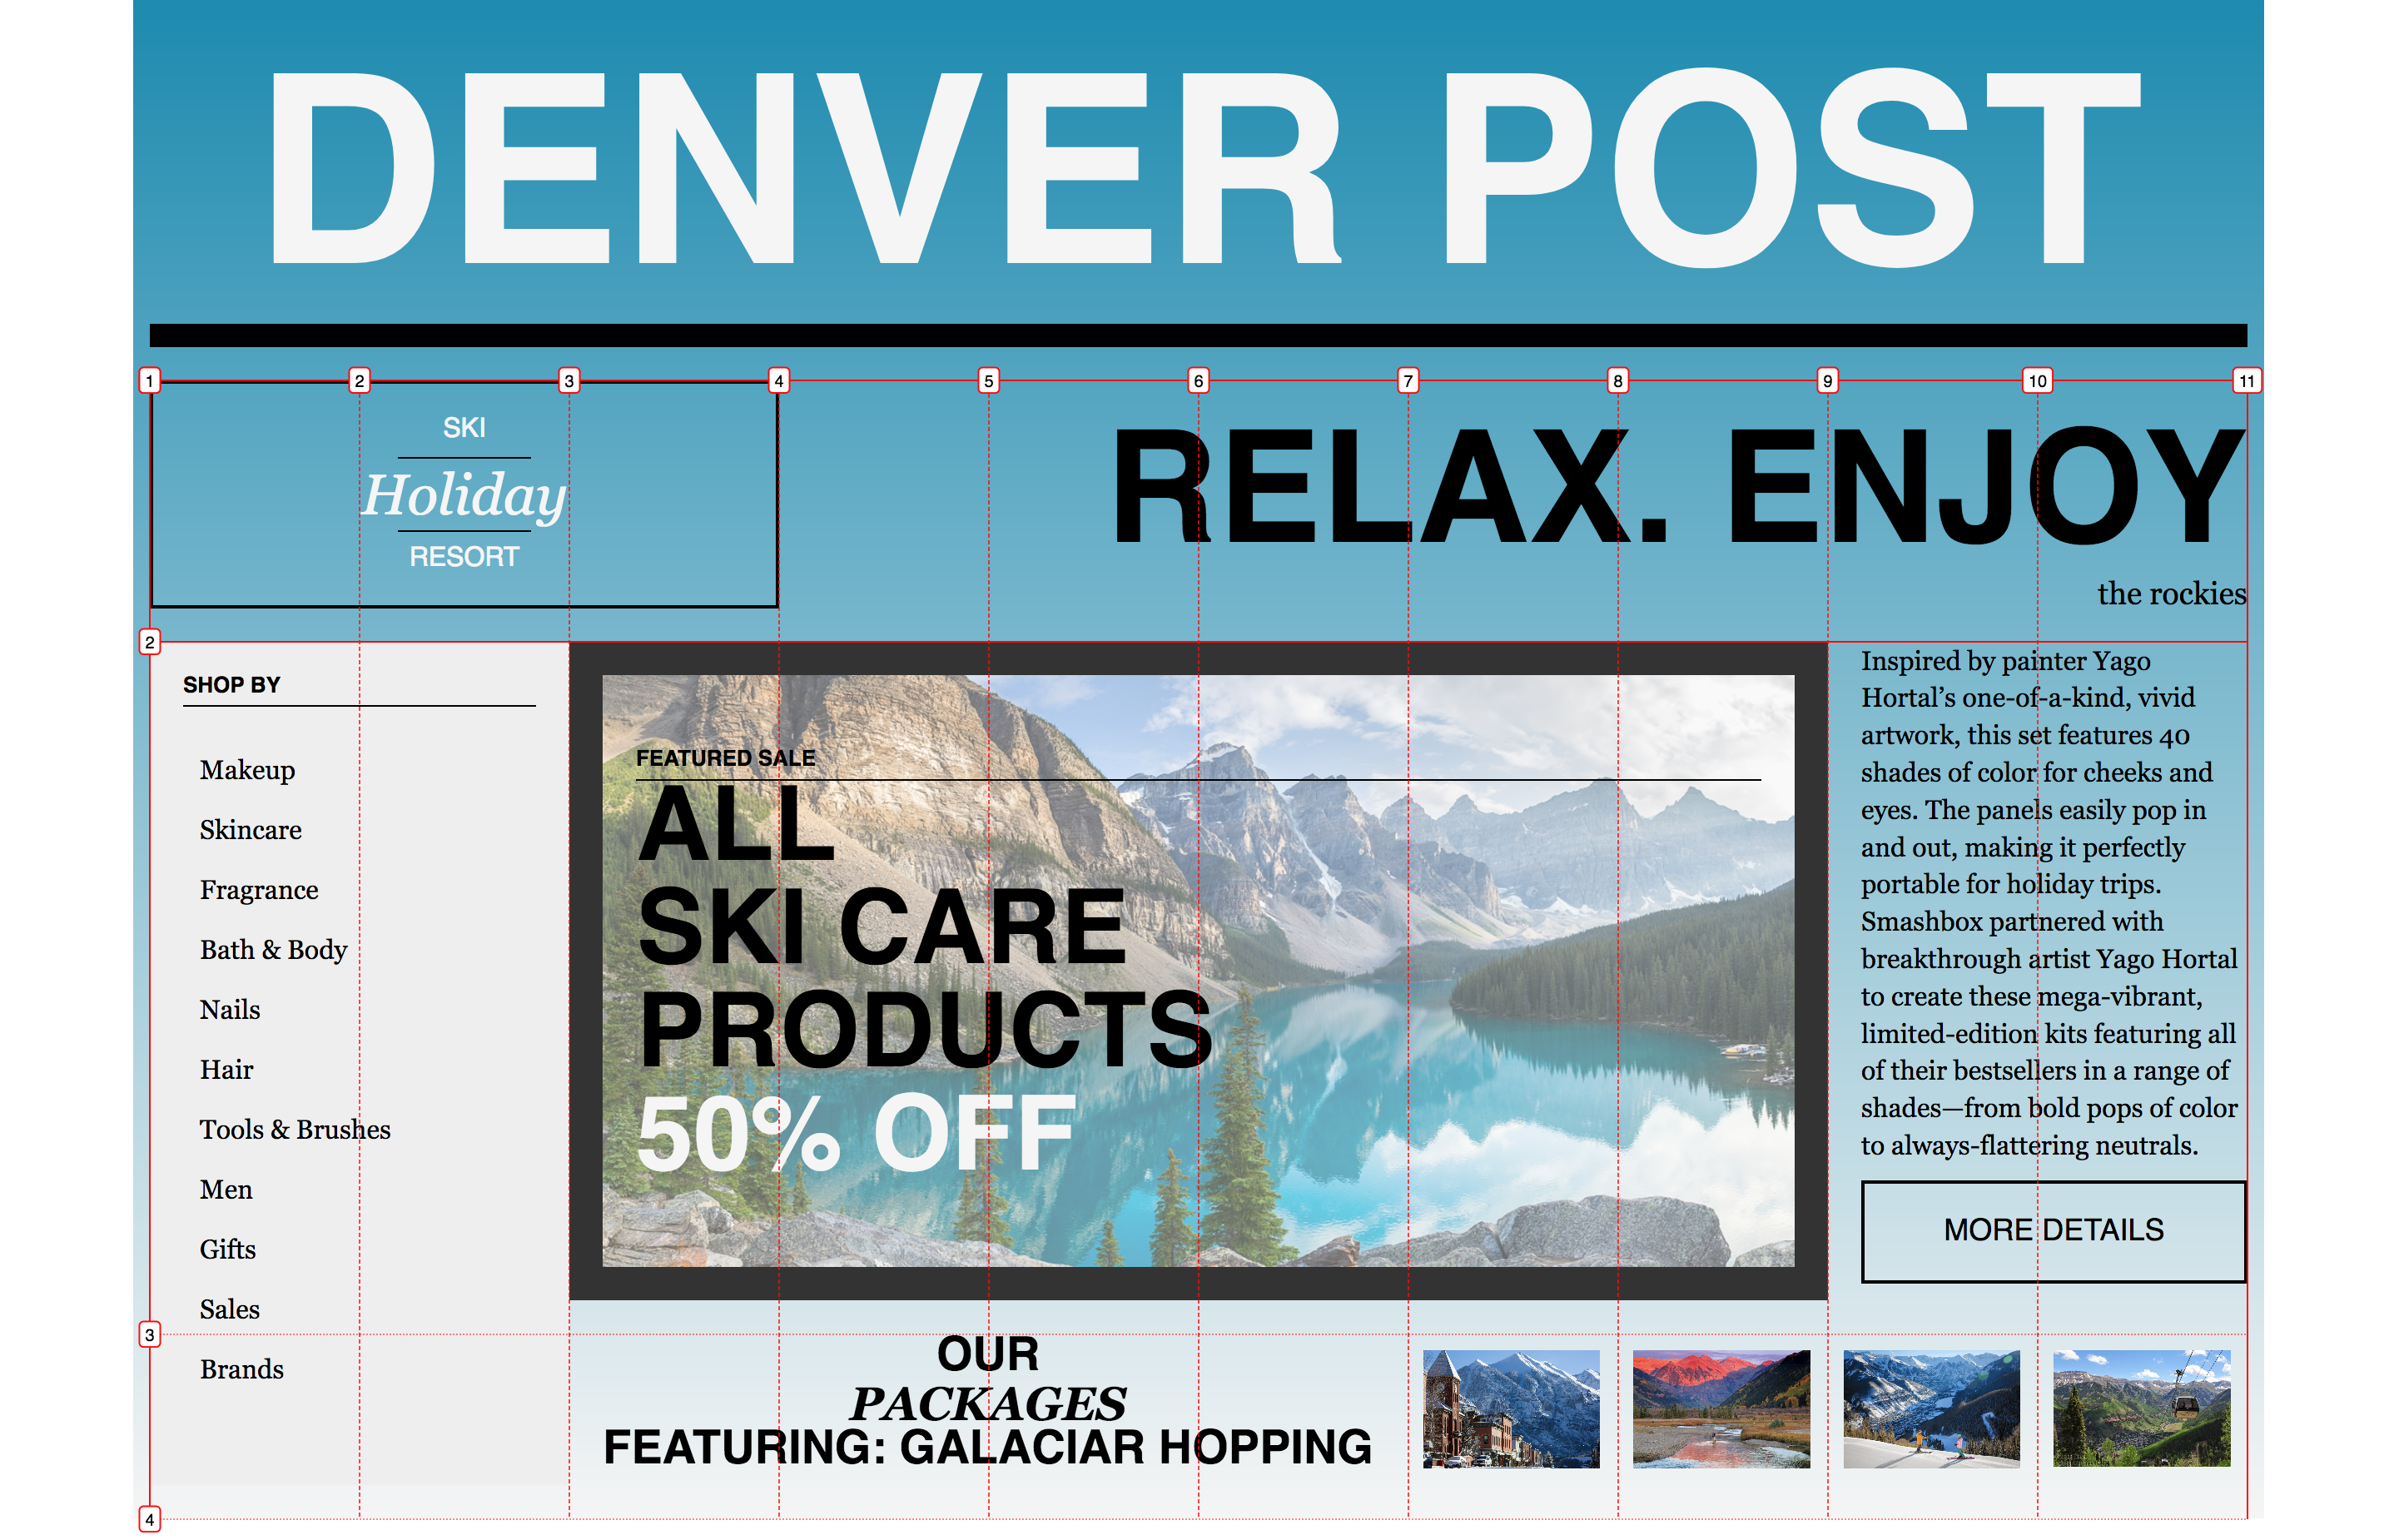 DENVER POST
1 2 3 4 5 6 7 8 9 10 11
SKI
Holiday
RESORT
RELAX. ENJOY
the rockies
2
SHOP BY
Makeup
Skincare
Fragrance
Bath & Body
Nails
Hair
Tools & Brushes
Men
Gifts
Sales
Brands
FEATURED SALE
ALL
SKI CARE
PRODUCTS
50% OFF
Inspired by painter Yago
Hortal’s one-of-a-kind, vivid
artwork, this set features 40
shades of color for cheeks and
eyes. The panels easily pop in
and out, making it perfectly
portable for holiday trips.
Smashbox partnered with
breakthrough artist Yago Hortal
to create these mega-vibrant,
limited-edition kits featuring all
of their bestsellers in a range of
shades—from bold pops of color
to always-flattering neutrals.
MORE DETAILS
3
OUR
PACKAGES
FEATURING: GALACIAR HOPPING
4